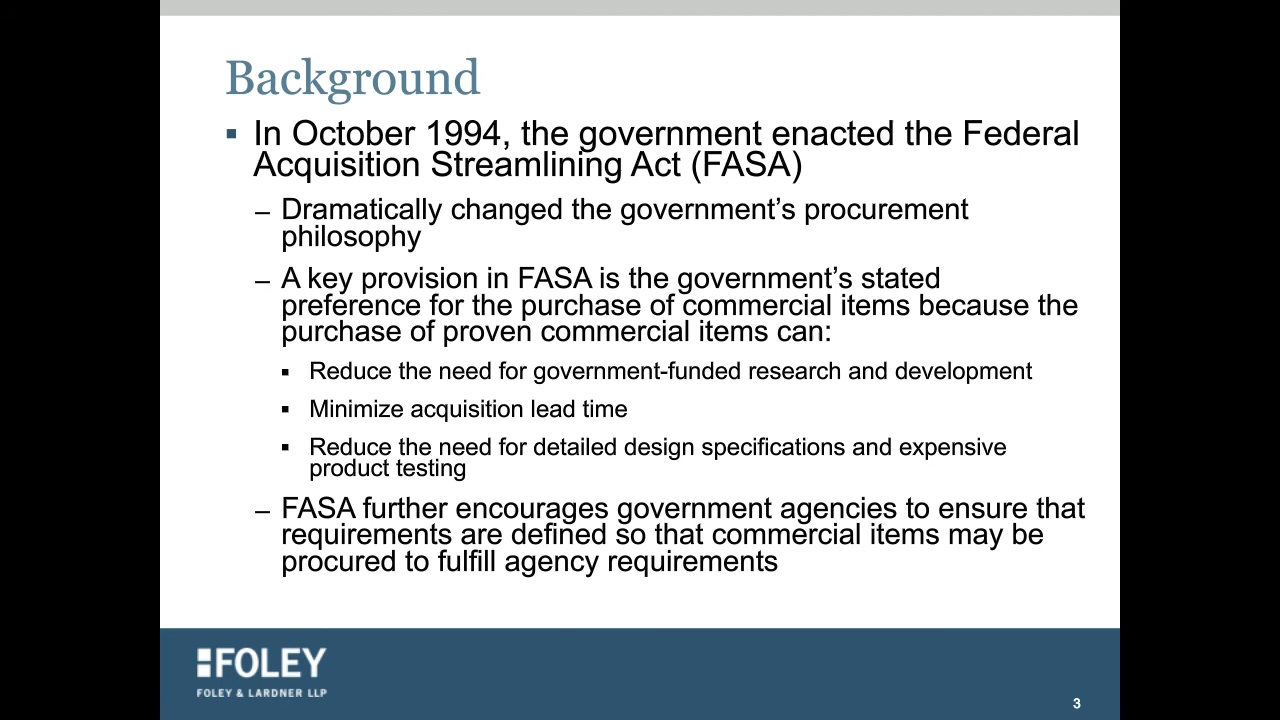 Background
▪ In October 1994, the government enacted the Federal
Acquisition Streamlining Act (FASA)
– Dramatically changed the government’s procurement
philosophy
– A key provision in FASA is the government’s stated
preference for the purchase of commercial items because the
purchase of proven commercial items can:
▪ Reduce the need for government-funded research and development
▪ Minimize acquisition lead time
▪ Reduce the need for detailed design specifications and expensive
product testing
– FASA further encourages government agencies to ensure that
requirements are defined so that commercial items may be
procured to fulfill agency requirements
FOLEY
FOLEY & LARDNER LLP
3